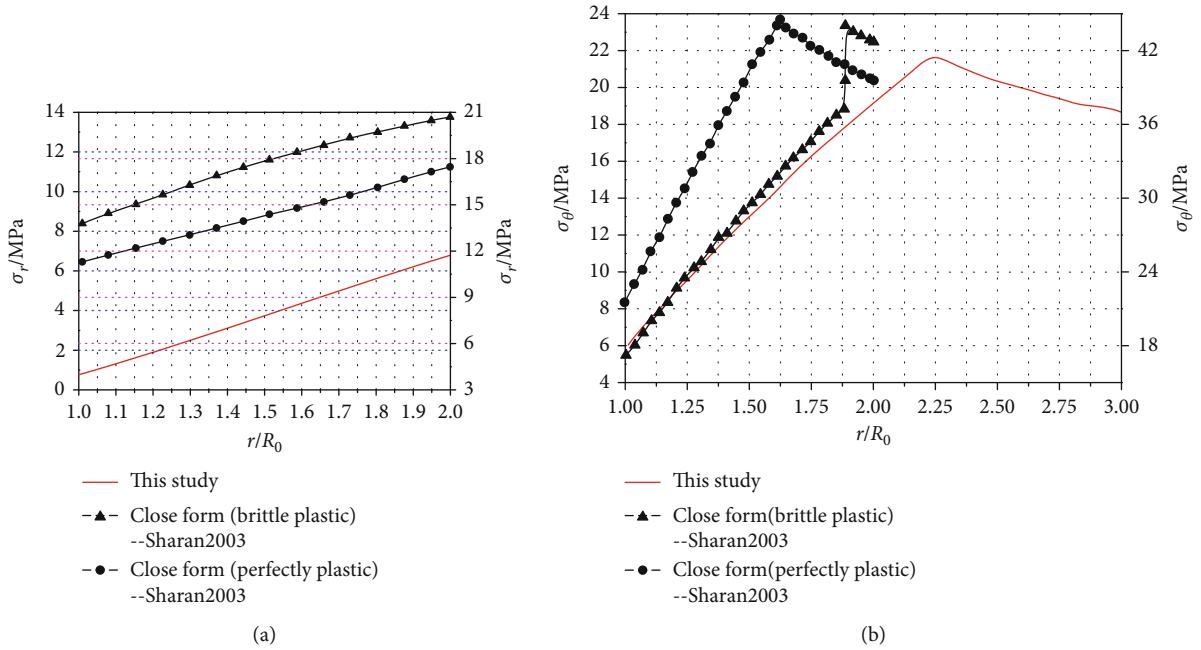 14
12
10
8
6
4
2
0
σr/MPa
21
18
15
12
9
6
3
σr/MPa
1.0 1.1 1.2 1.3 1.4 1.5 1.6 1.7 1.8 1.9 2.0
r/R0
This study
Close form (brittle plastic)
--Sharan2003
Close form (perfectly plastic)
--Sharan2003
(a)
24
22
20
18
16
14
12
10
8
6
4
σθ/MPa
42
36
30
24
18
σθ/MPa
1.00 1.25 1.50 1.75 2.00 2.25 2.50 2.75 3.00
r/R0
This study
Close form(brittle plastic)
--Sharan2003
Close form(perfectly plastic)
--Sharan2003
(b)